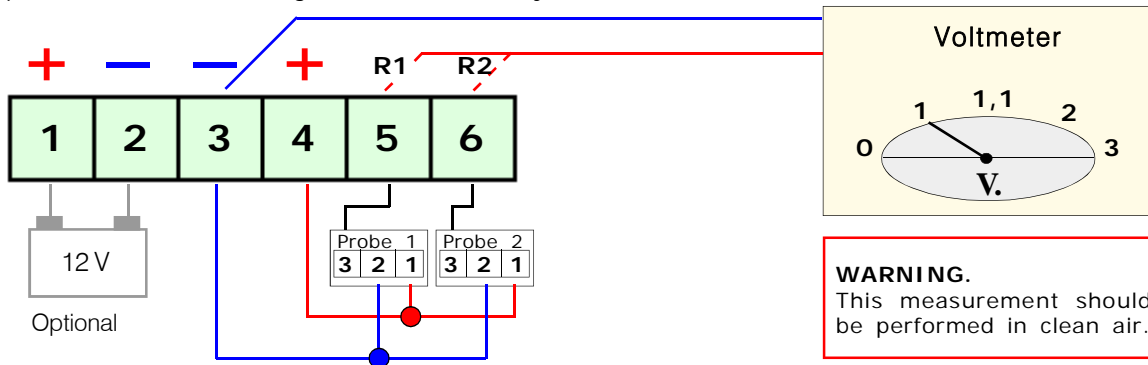 + − − + R1 R2
1 2 3 4 5 6
12 V
Optional
Probe 1
3 2 1
Probe 2
3 2 1
Voltmeter
0 1 1,1 2 3
V.
WARNING.
This measurement should
be performed in clean air.